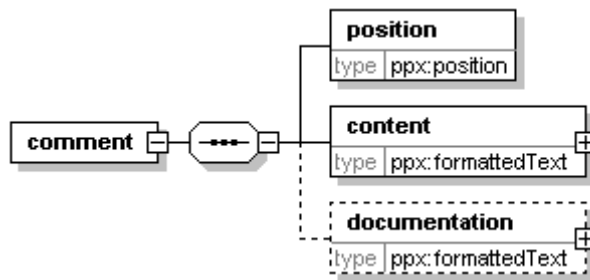 position
type ppx:position
comment
content
type ppx:formattedText
documentation
type ppx:formattedText